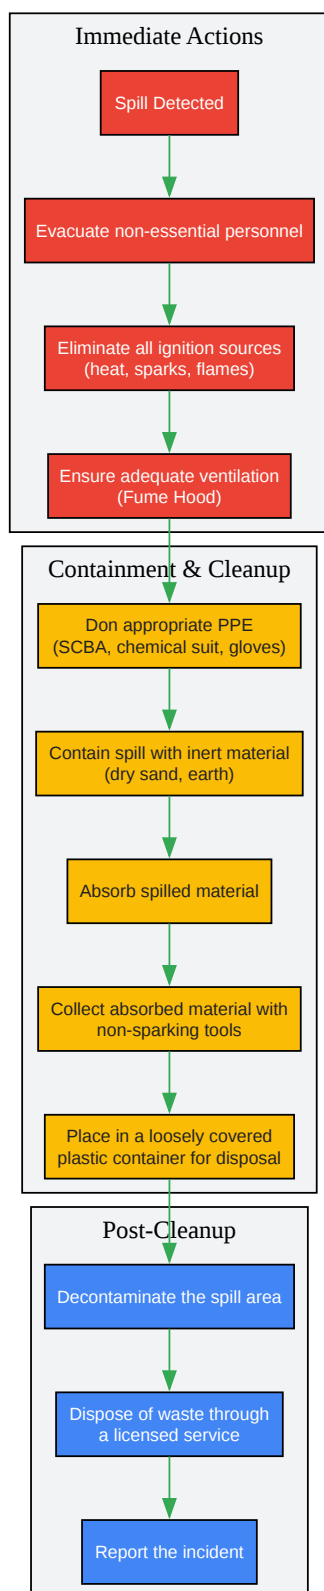 Immediate Actions
Spill Detected
Evacuate non-essential personnel
Eliminate all ignition sources
(heat, sparks, flames)
Ensure adequate ventilation
(Fume Hood)
Containment & Cleanup
Don appropriate PPE
(SCBA, chemical suit, gloves)
Contain spill with inert material
(dry sand, earth)
Absorb spilled material
Collect absorbed material with
non-sparking tools
Place in a loosely covered
plastic container for disposal
Post-Cleanup
Decontaminate the spill area
Dispose of waste through
a licensed service
Report the incident